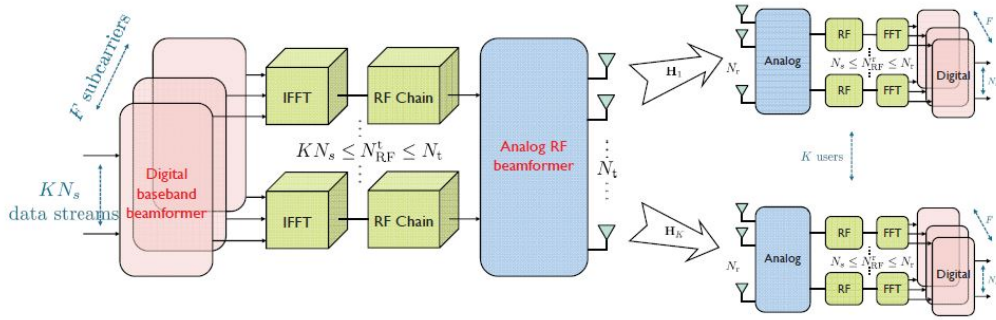 F subcarriers
KN_s
data streams
Digital
baseband
beamformer
IFFT
RF Chain
KN_s ≤ N_RF^t ≤ N_t
IFFT
RF Chain
Analog RF
beamformer
N_t
H_1
H_K
N_r
Analog
RF
FFT
N_s ≤ N_RF^r ≤ N_r
RF
FFT
Digital
F
K users
N_r
Analog
RF
FFT
N_s ≤ N_RF^r ≤ N_r
RF
FFT
Digital
F